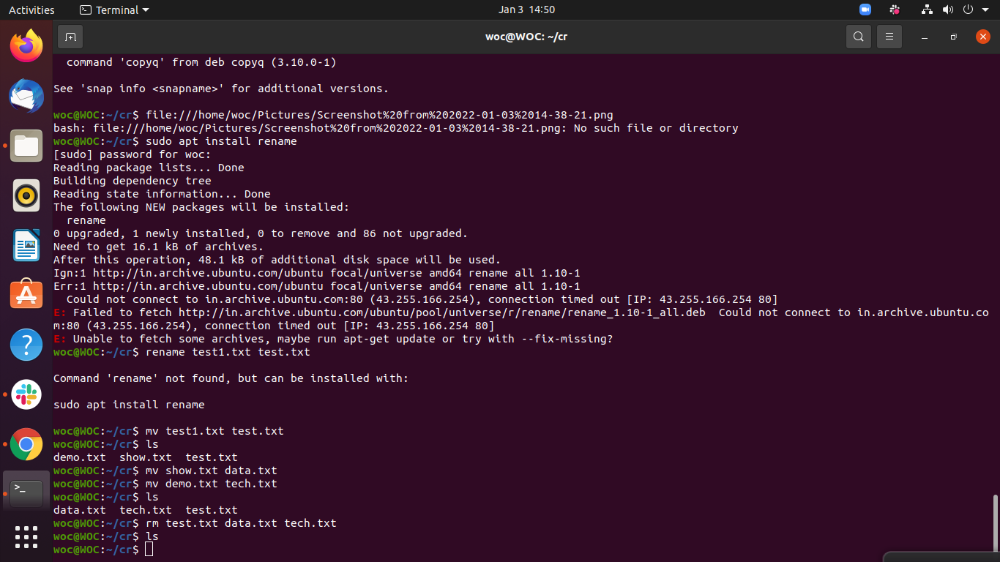 Activities
Terminal
Jan 3 14:50
woc@WOC: ~/cr
command 'copyq' from deb copyq (3.10.0-1)
See 'snap info <snapname>' for additional versions.
woc@WOC:~/cr$ file:///home/woc/Pictures/Screenshot%20from%202022-01-03%2014-38-21.png
bash: file:///home/woc/Pictures/Screenshot%20from%202022-01-03%2014-38-21.png: No such file or directory
woc@WOC:~/cr$ sudo apt install rename
[sudo] password for woc:
Reading package lists... Done
Building dependency tree
Reading state information... Done
The following NEW packages will be installed:
rename
0 upgraded, 1 newly installed, 0 to remove and 86 not upgraded.
Need to get 16.1 kB of archives.
After this operation, 48.1 kB of additional disk space will be used.
Ign:1 http://in.archive.ubuntu.com/ubuntu focal/universe amd64 rename all 1.10-1
Err:1 http://in.archive.ubuntu.com/ubuntu focal/universe amd64 rename all 1.10-1
Could not connect to in.archive.ubuntu.com:80 (43.255.166.254), connection timed out [IP: 43.255.166.254 80]
E: Failed to fetch http://in.archive.ubuntu.com/ubuntu/pool/universe/r/rename/rename_1.10-1_all.deb  Could not connect to in.archive.ubuntu.co
m:80 (43.255.166.254), connection timed out [IP: 43.255.166.254 80]
E: Unable to fetch some archives, maybe run apt-get update or try with --fix-missing?
woc@WOC:~/cr$ rename test1.txt test.txt
Command 'rename' not found, but can be installed with:
sudo apt install rename
woc@WOC:~/cr$ mv test1.txt test.txt
woc@WOC:~/cr$ ls
demo.txt  show.txt  test.txt
woc@WOC:~/cr$ mv show.txt data.txt
woc@WOC:~/cr$ mv demo.txt tech.txt
woc@WOC:~/cr$ ls
data.txt  tech.txt  test.txt
woc@WOC:~/cr$ rm test.txt data.txt tech.txt
woc@WOC:~/cr$ ls
woc@WOC:~/cr$